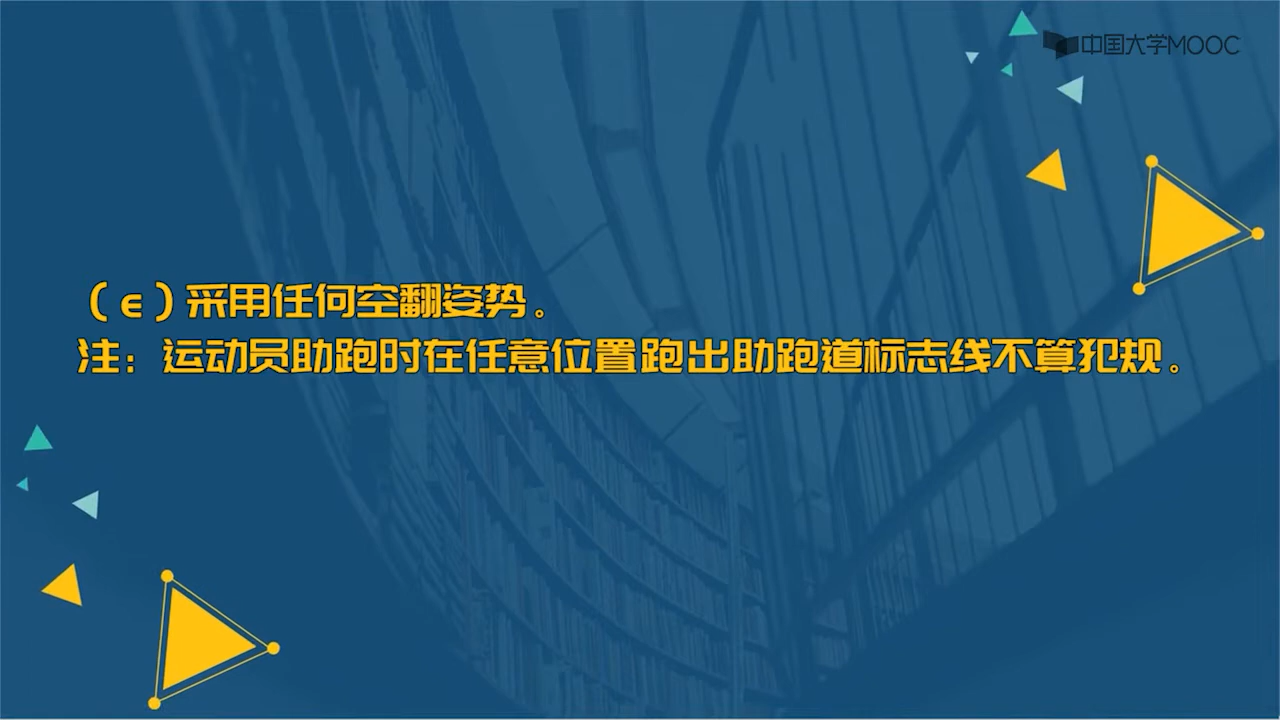 中国大学MOOC
（e）采用任何空翻姿势。
注：运动员助跑时在任意位置跑出助跑道标志线不算犯规。